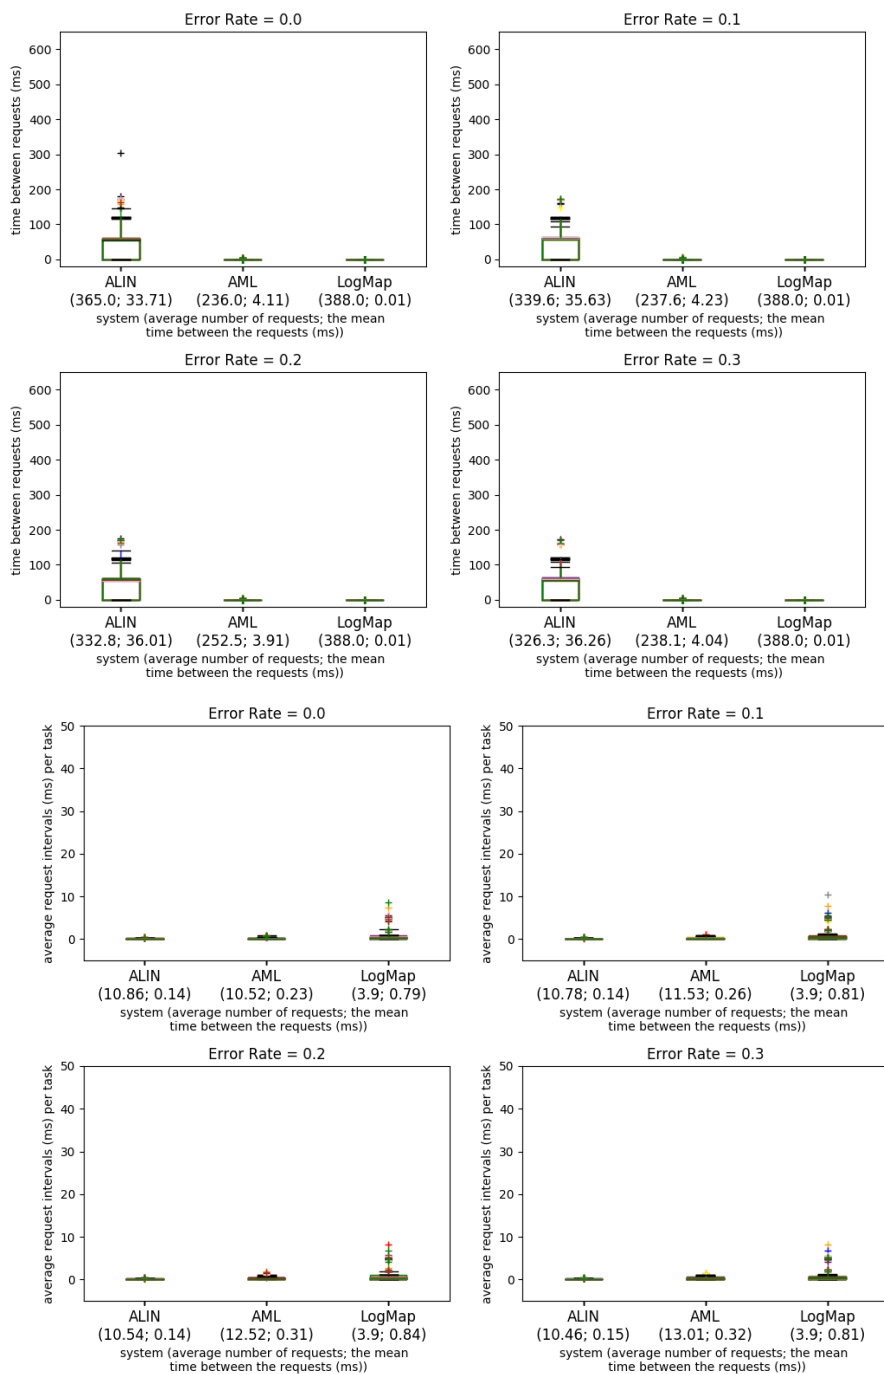 Error Rate = 0.0
600
500
400
300
200
100
0
time between requests (ms)
ALIN AML LogMap
(365.0; 33.71) (236.0; 4.11) (388.0; 0.01)
system (average number of requests; the mean
time between the requests (ms))
Error Rate = 0.1
600
500
400
300
200
100
0
time between requests (ms)
ALIN AML LogMap
(339.6; 35.63) (237.6; 4.23) (388.0; 0.01)
system (average number of requests; the mean
time between the requests (ms))
Error Rate = 0.2
600
500
400
300
200
100
0
time between requests (ms)
ALIN AML LogMap
(332.8; 36.01) (252.5; 3.91) (388.0; 0.01)
system (average number of requests; the mean
time between the requests (ms))
Error Rate = 0.3
600
500
400
300
200
100
0
time between requests (ms)
ALIN AML LogMap
(326.3; 36.26) (238.1; 4.04) (388.0; 0.01)
system (average number of requests; the mean
time between the requests (ms))
Error Rate = 0.0
50
40
30
20
10
0
average request intervals (ms) per task
ALIN AML LogMap
(10.86; 0.14) (10.52; 0.23) (3.9; 0.79)
system (average number of requests; the mean
time between the requests (ms))
Error Rate = 0.1
50
40
30
20
10
0
average request intervals (ms) per task
ALIN AML LogMap
(10.78; 0.14) (11.53; 0.26) (3.9; 0.81)
system (average number of requests; the mean
time between the requests (ms))
Error Rate = 0.2
50
40
30
20
10
0
average request intervals (ms) per task
ALIN AML LogMap
(10.54; 0.14) (12.52; 0.31) (3.9; 0.84)
system (average number of requests; the mean
time between the requests (ms))
Error Rate = 0.3
50
40
30
20
10
0
average request intervals (ms) per task
ALIN AML LogMap
(10.46; 0.15) (13.01; 0.32) (3.9; 0.81)
system (average number of requests; the mean
time between the requests (ms))